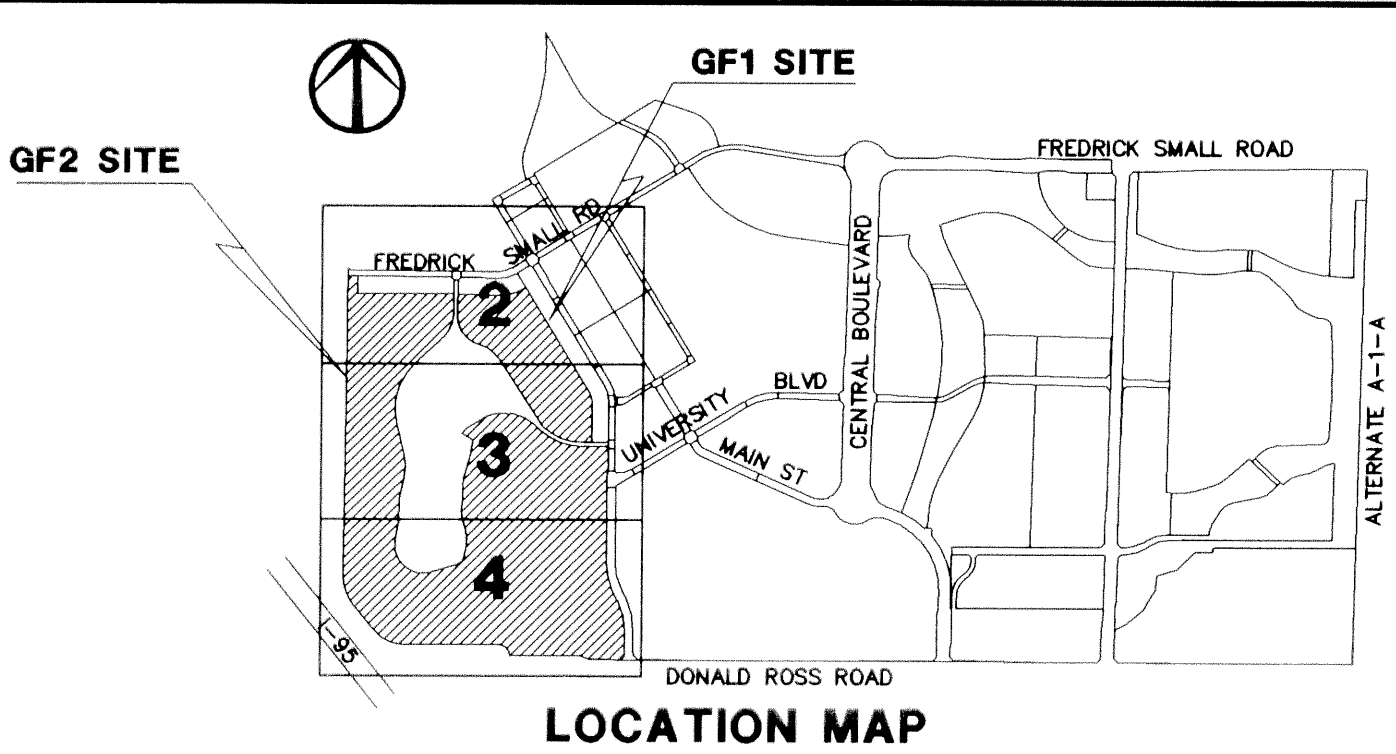 GF1 SITE
GF2 SITE
FREDRICK SMALL ROAD
FREDRICK SMALL RD
2
CENTRAL BOULEVARD
ALTERNATE A-1-A
BLVD
UNIVERSITY
3
MAIN ST
4
I-95
DONALD ROSS ROAD
LOCATION MAP